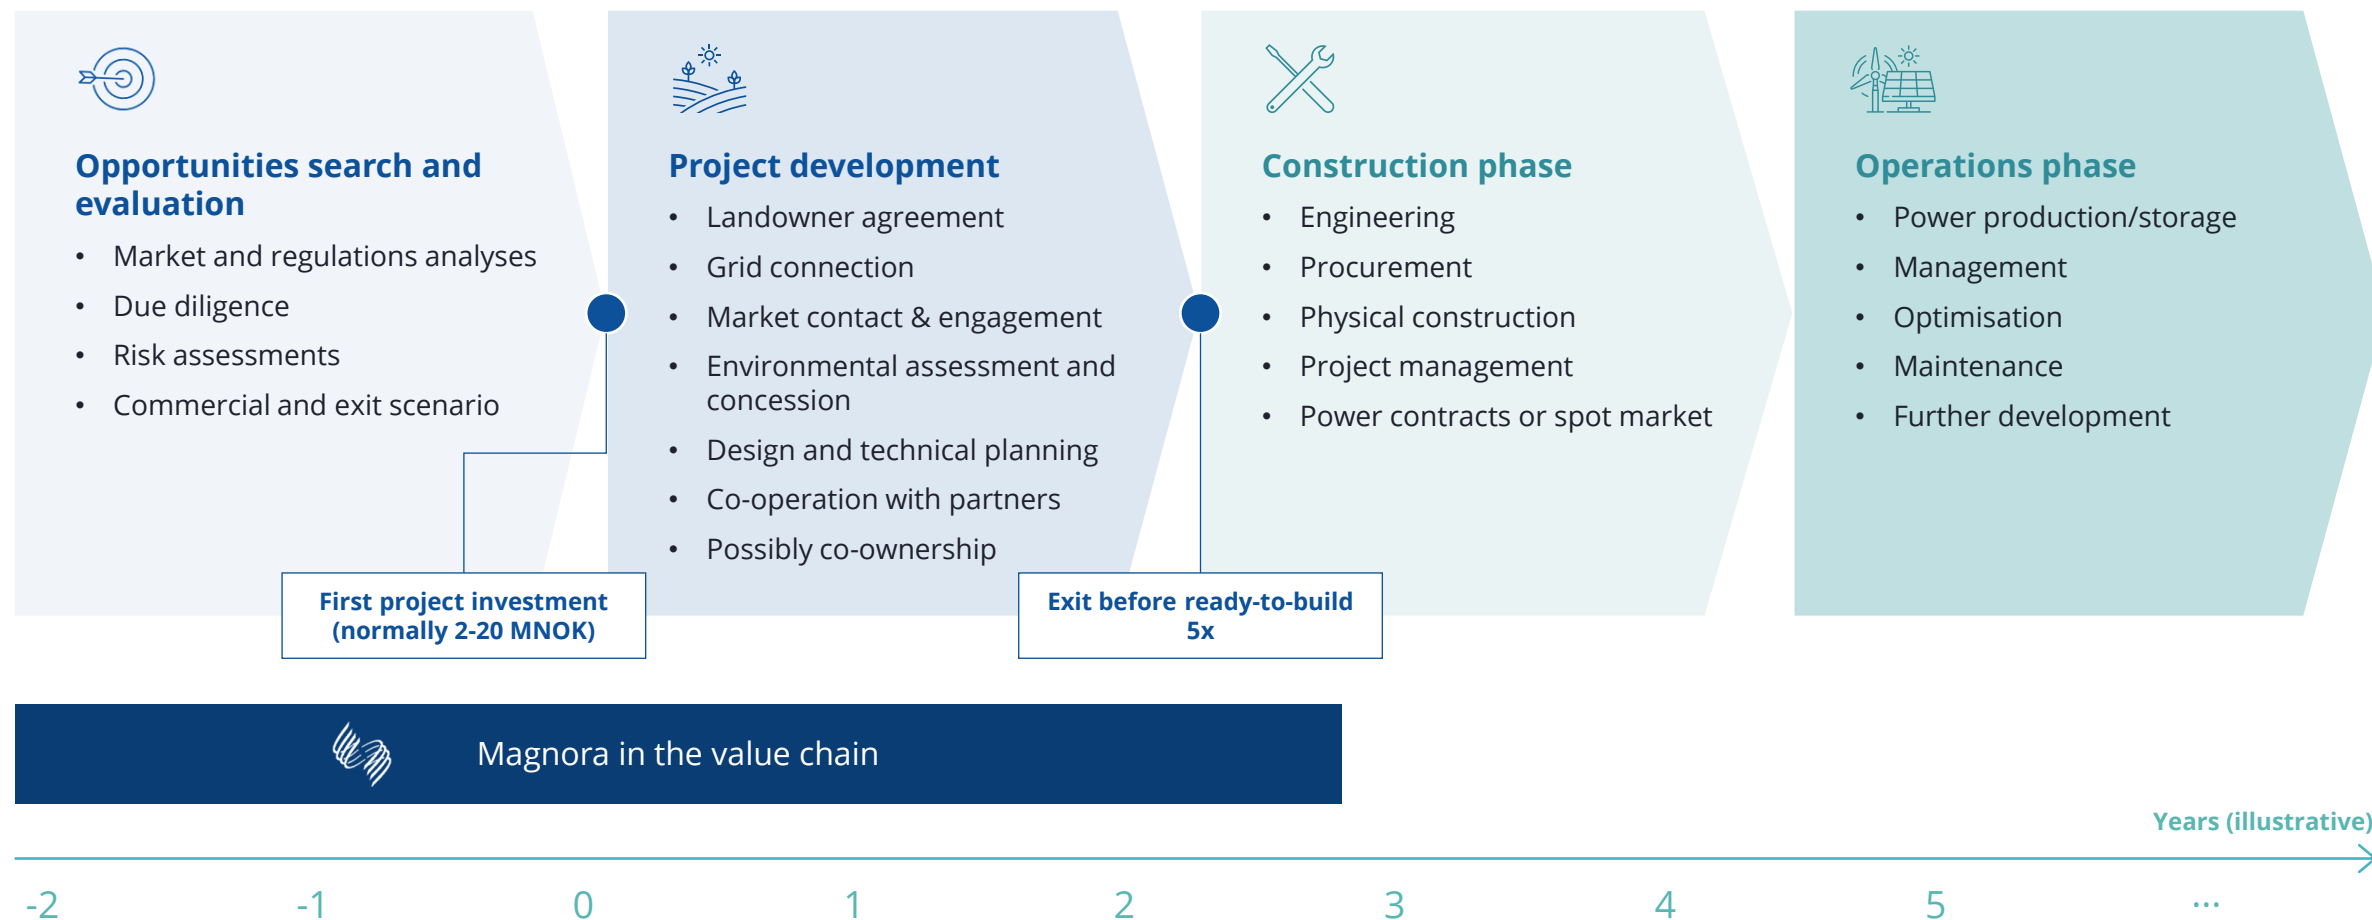 Opportunities search and
evaluation
• Market and regulations analyses
• Due diligence
• Risk assessments
• Commercial and exit scenario
Project development
• Landowner agreement
• Grid connection
• Market contact & engagement
• Environmental assessment and
concession
• Design and technical planning
• Co-operation with partners
• Possibly co-ownership
Construction phase
• Engineering
• Procurement
• Physical construction
• Project management
• Power contracts or spot market
Operations phase
• Power production/storage
• Management
• Optimisation
• Maintenance
• Further development
First project investment
(normally 2-20 MNOK)
Exit before ready-to-build
5x
Magnora in the value chain
Years (illustrative)
-2 -1 0 1 2 3 4 5 ...